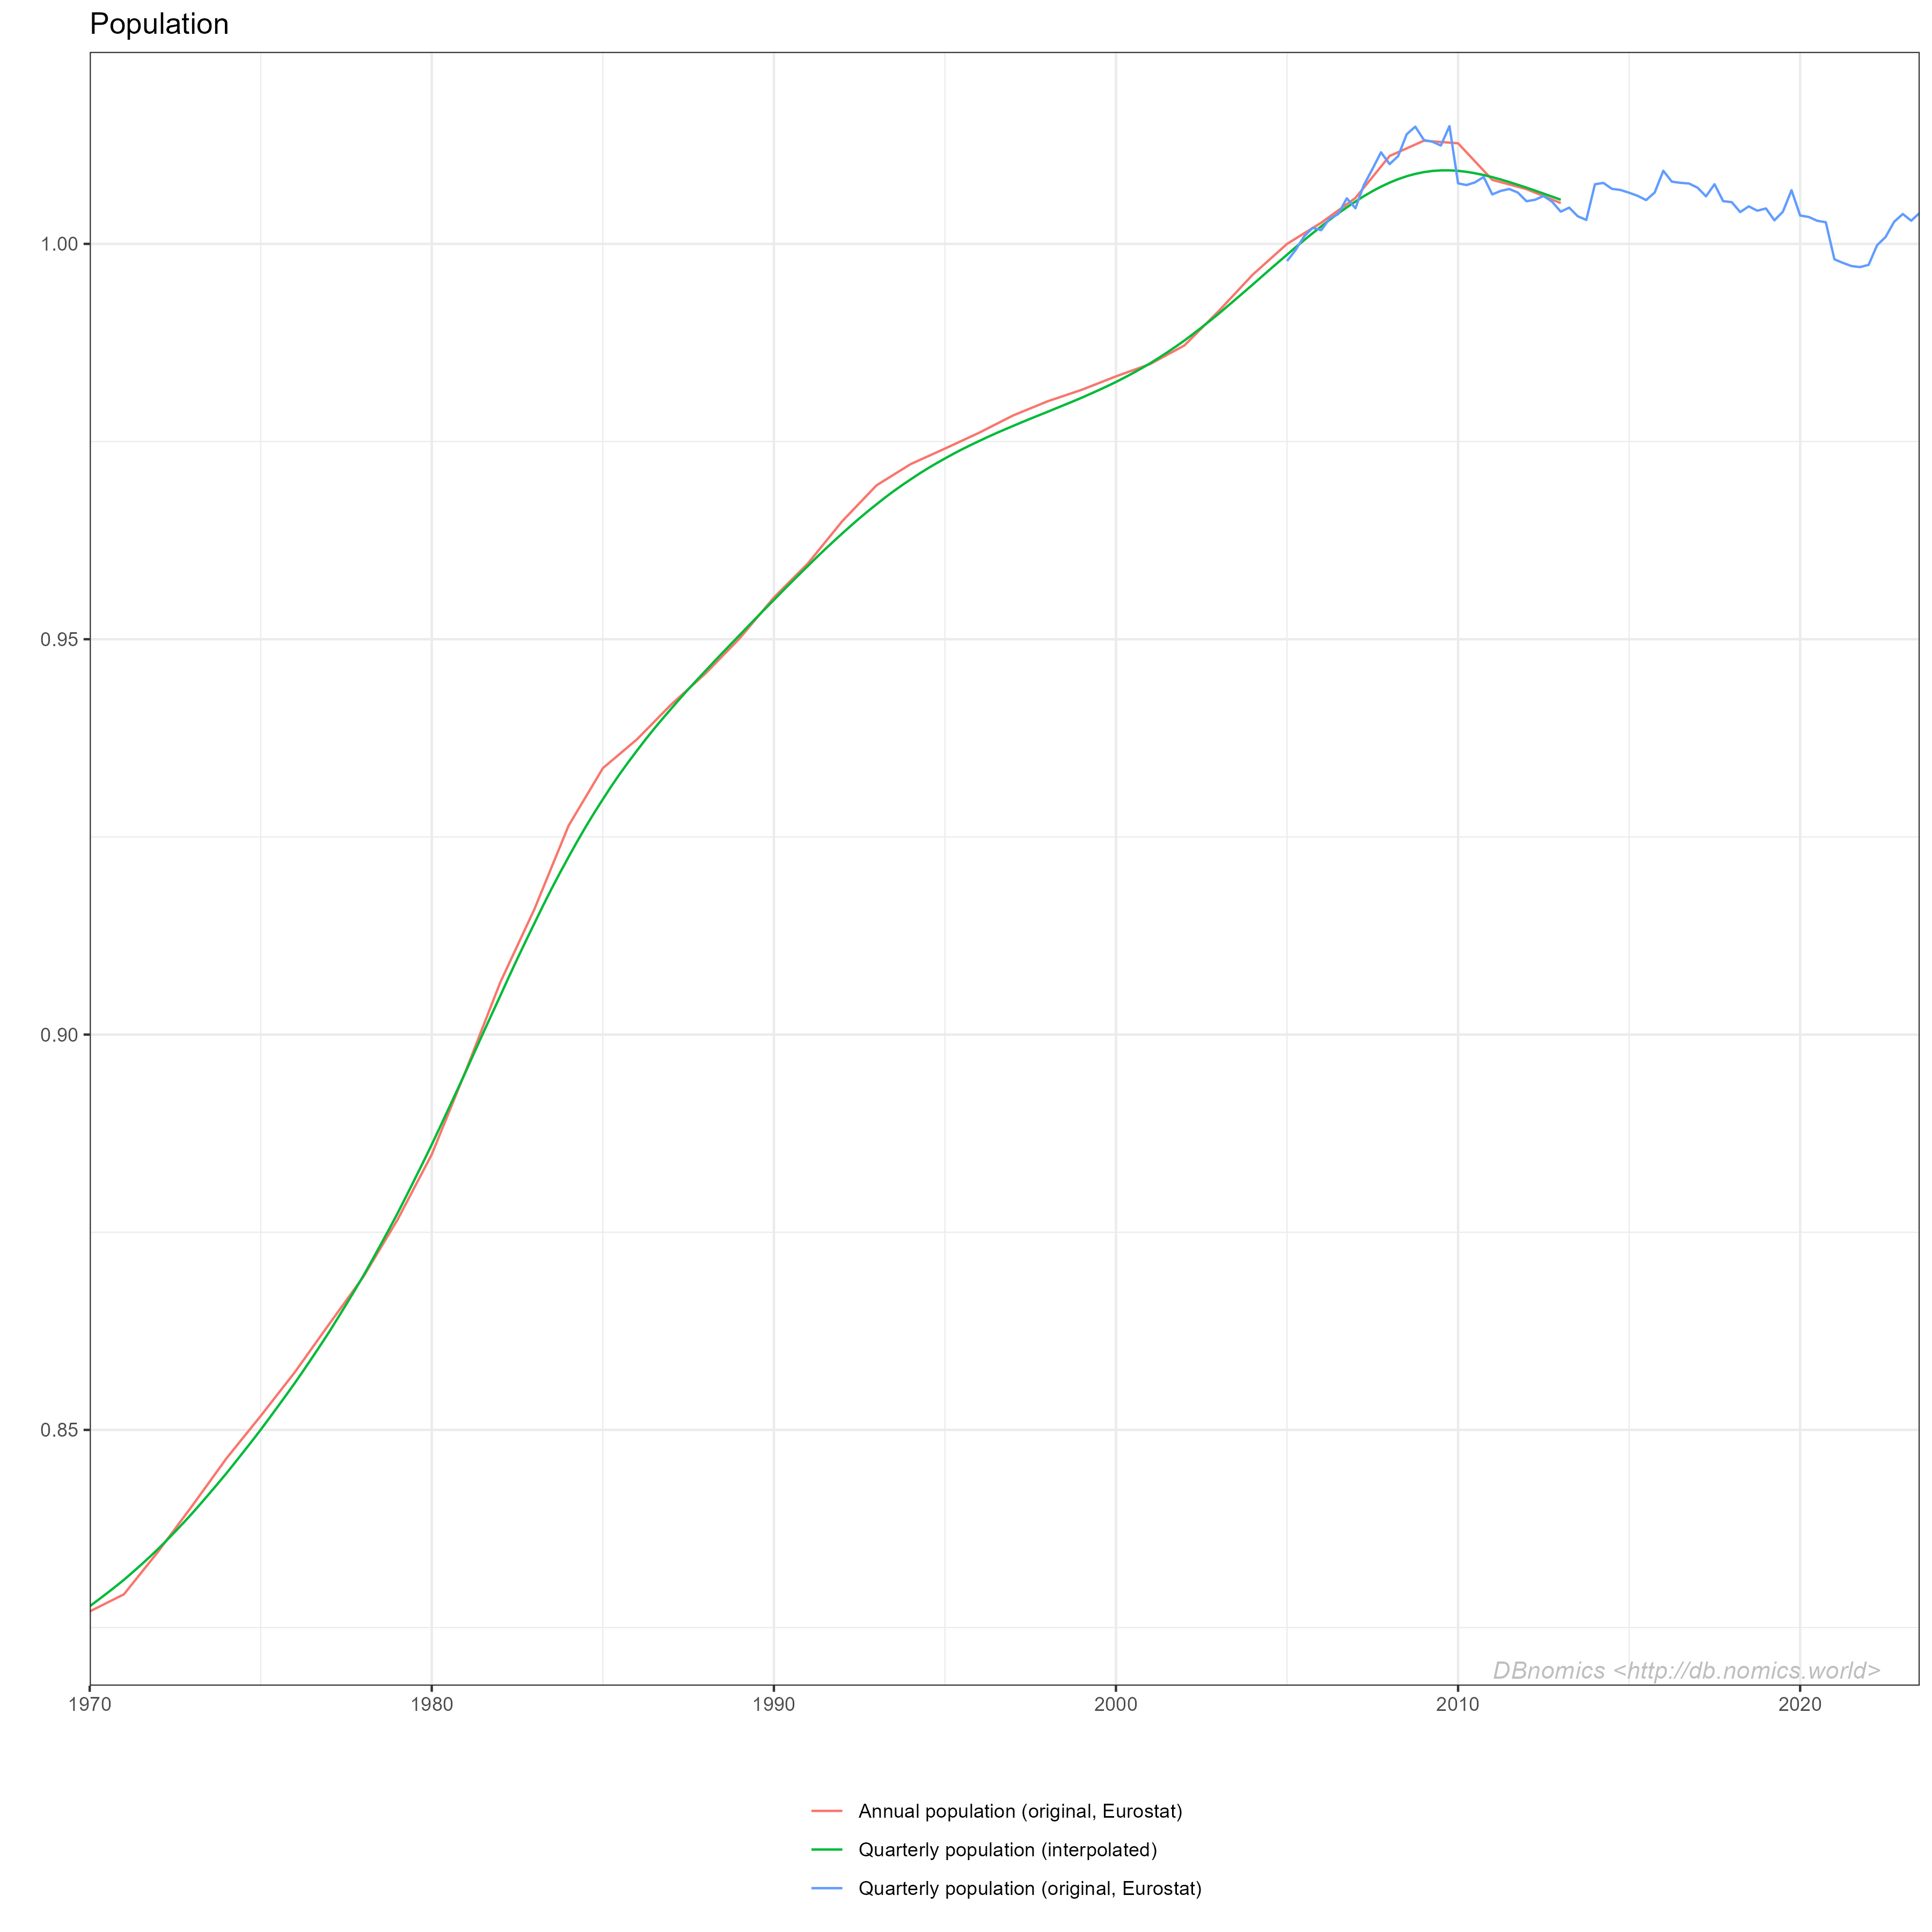 Population
1.00
0.95
0.90
0.85
DBnomics <http://db.nomics.world>
1970 1980 1990 2000 2010 2020
Annual population (original, Eurostat)
Quarterly population (interpolated)
Quarterly population (original, Eurostat)